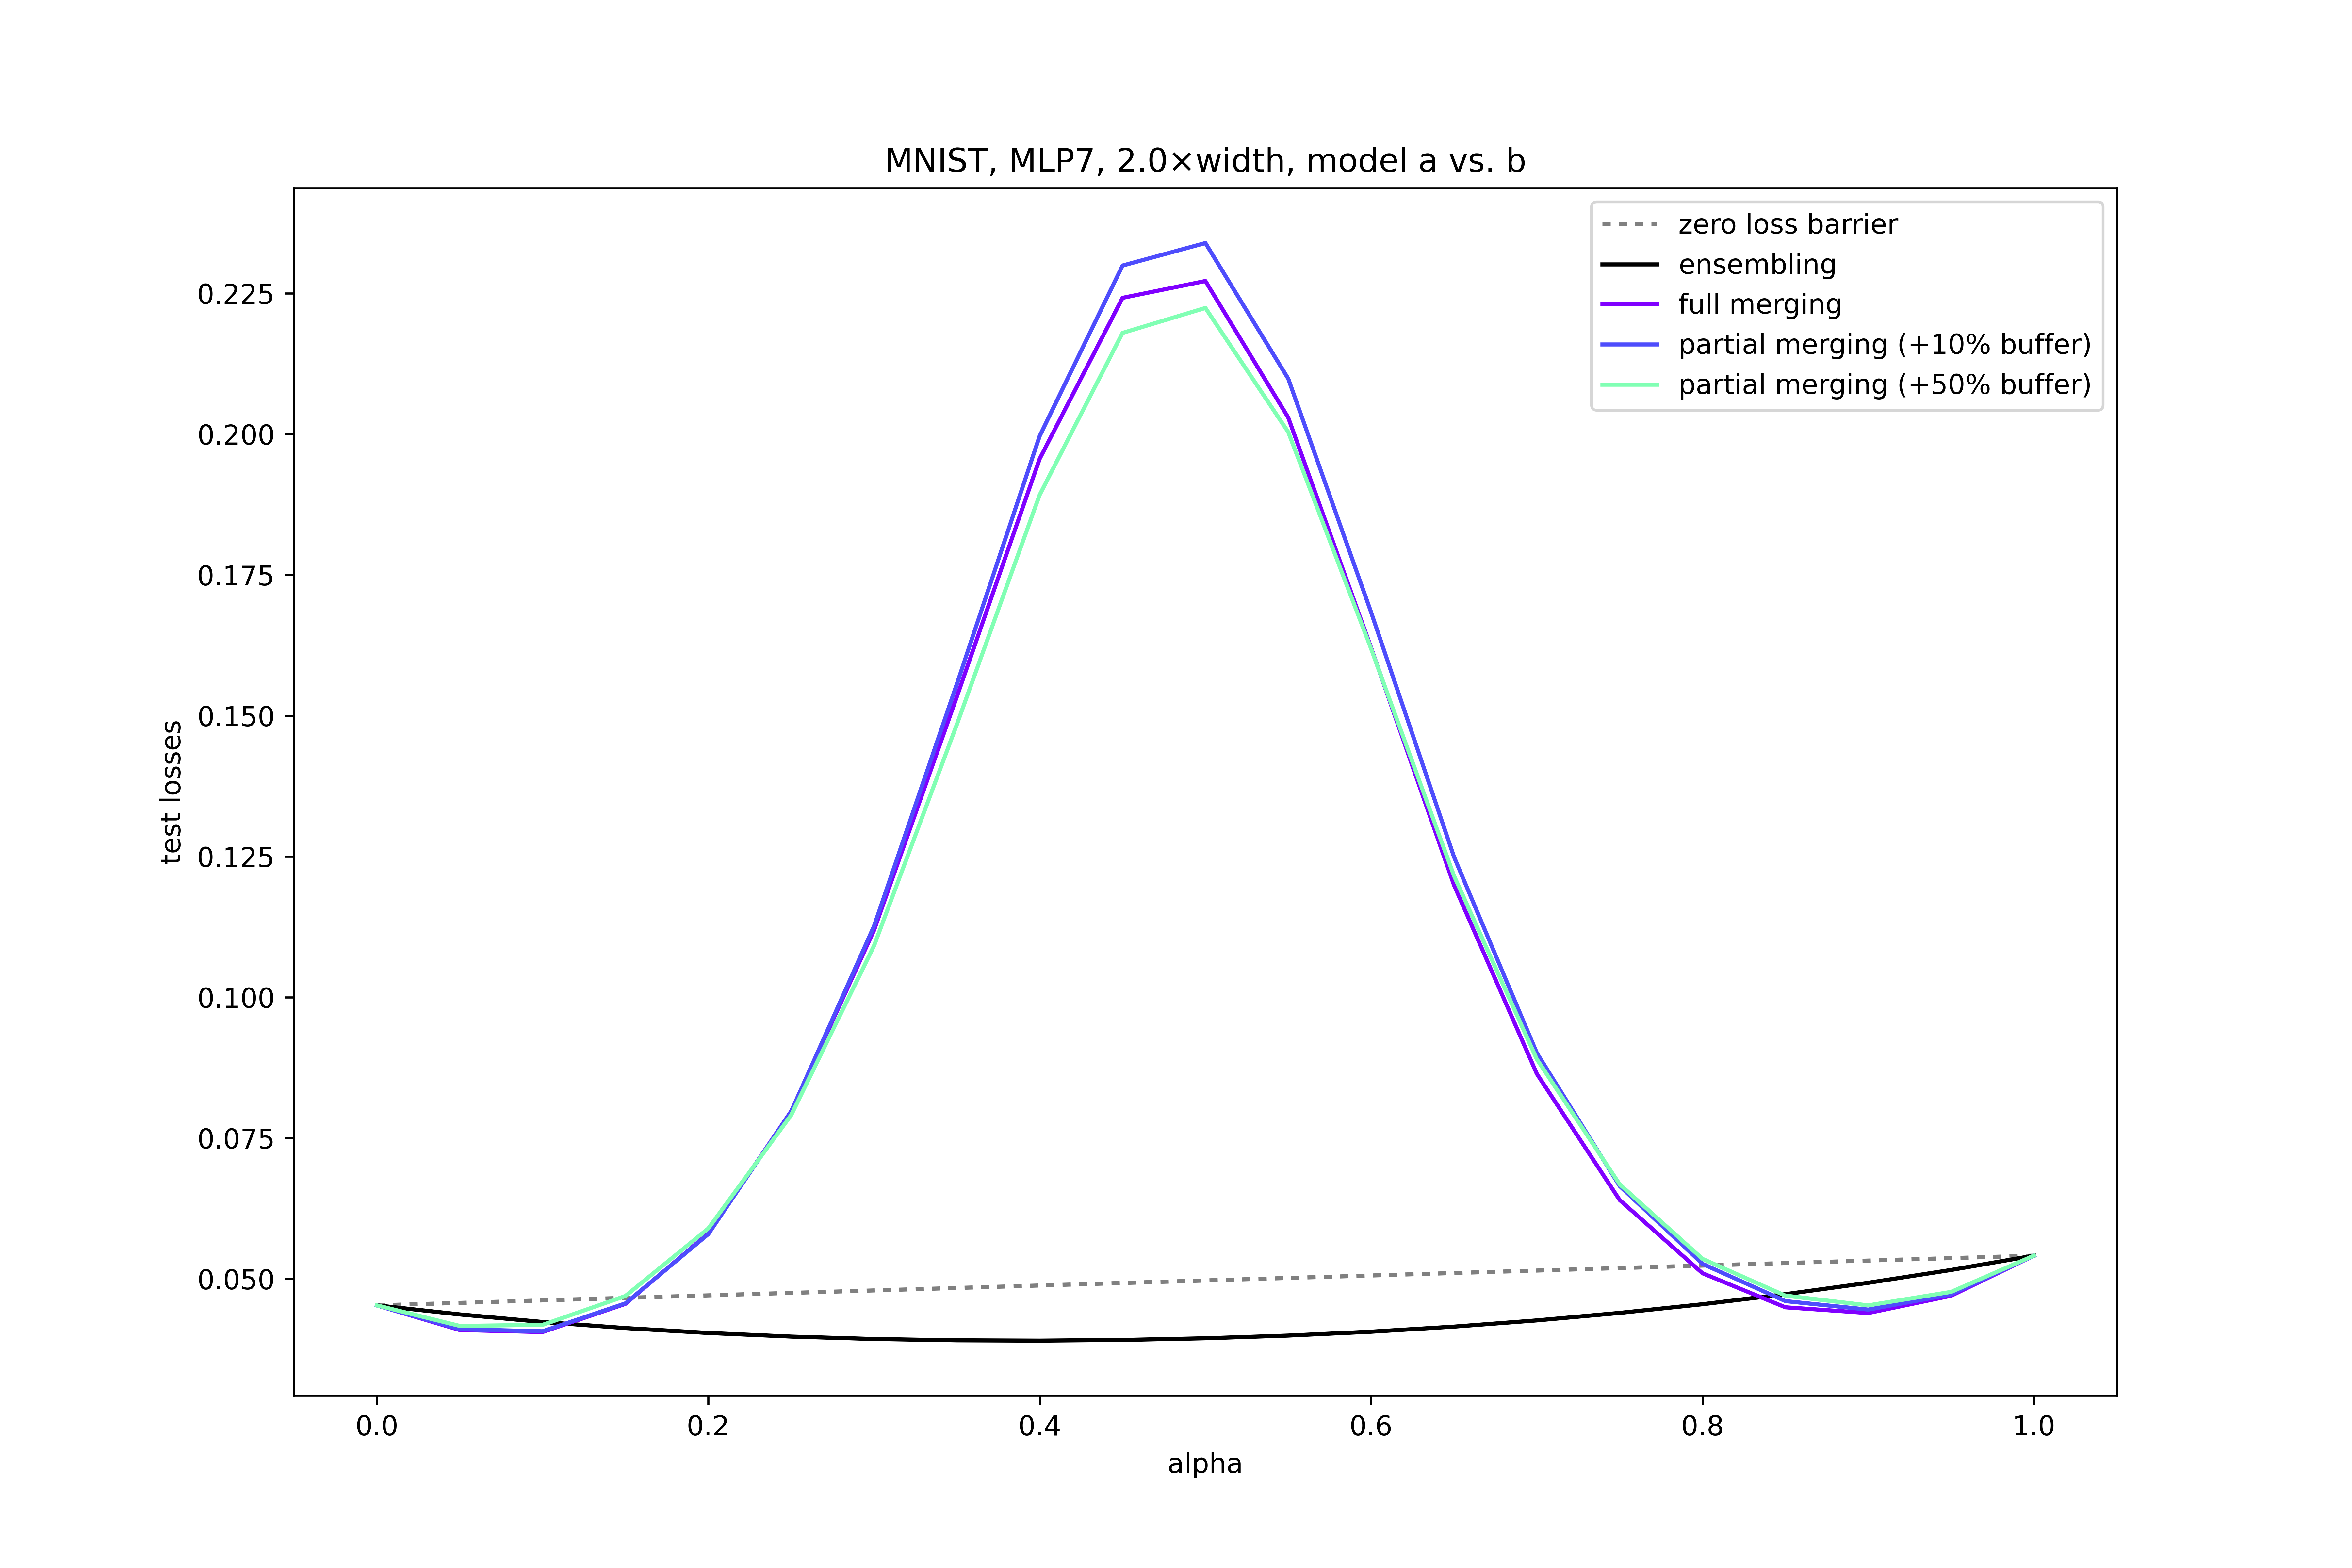 MNIST, MLP7, 2.0×width, model a vs. b
zero loss barrier
ensembling
full merging
partial merging (+10% buffer)
partial merging (+50% buffer)
test losses
0.225
0.200
0.175
0.150
0.125
0.100
0.075
0.050
0.0 0.2 0.4 0.6 0.8 1.0
alpha